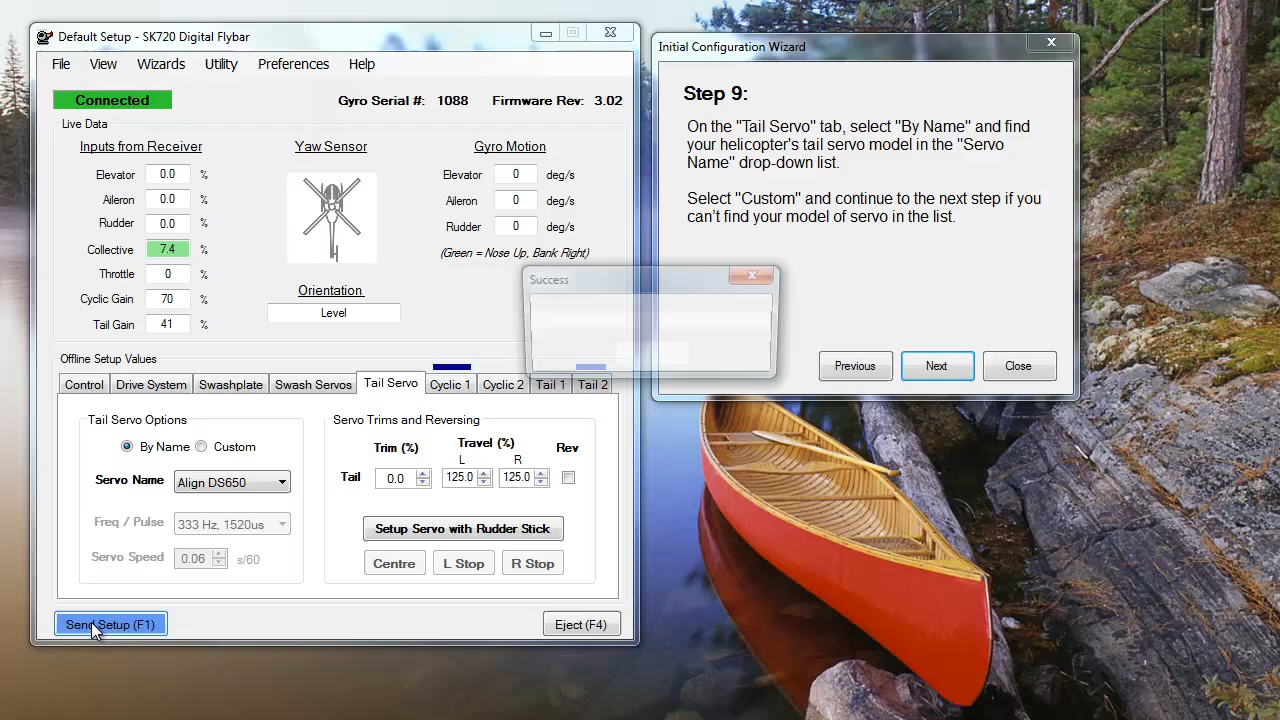 Default Setup - SK720 Digital Flybar
File View Wizards Utility Preferences Help
Connected
Gyro Serial #: 1088 Firmware Rev: 3.02
Live Data
Inputs from Receiver
Elevator 0.0 %
Aileron 0.0 %
Rudder 0.0 %
Collective 7.4 %
Throttle 0 %
Cyclic Gain 70 %
Tail Gain 41 %
Yaw Sensor
Orientation
Level
Gyro Motion
Elevator 0 deg/s
Aileron 0 deg/s
Rudder 0 deg/s
(Green = Nose Up, Bank Right)
Offline Setup Values
Control Drive System Swashplate Swash Servos Tail Servo Cyclic 1 Cyclic 2 Tail 1 Tail 2
Tail Servo Options
By Name Custom
Servo Name Align DS650
Freq / Pulse 333 Hz, 1520us
Servo Speed 0.06 s/60
Servo Trims and Reversing
Trim (%) Travel (%) Rev
L R
Tail 0.0 125.0 125.0
Setup Servo with Rudder Stick
Centre L Stop R Stop
Send Setup (F1) Eject (F4)
Success
Initial Configuration Wizard
Step 9:
On the "Tail Servo" tab, select "By Name" and find
your helicopter's tail servo model in the "Servo
Name" drop-down list.
Select "Custom" and continue to the next step if you
can't find your model of servo in the list.
Previous Next Close